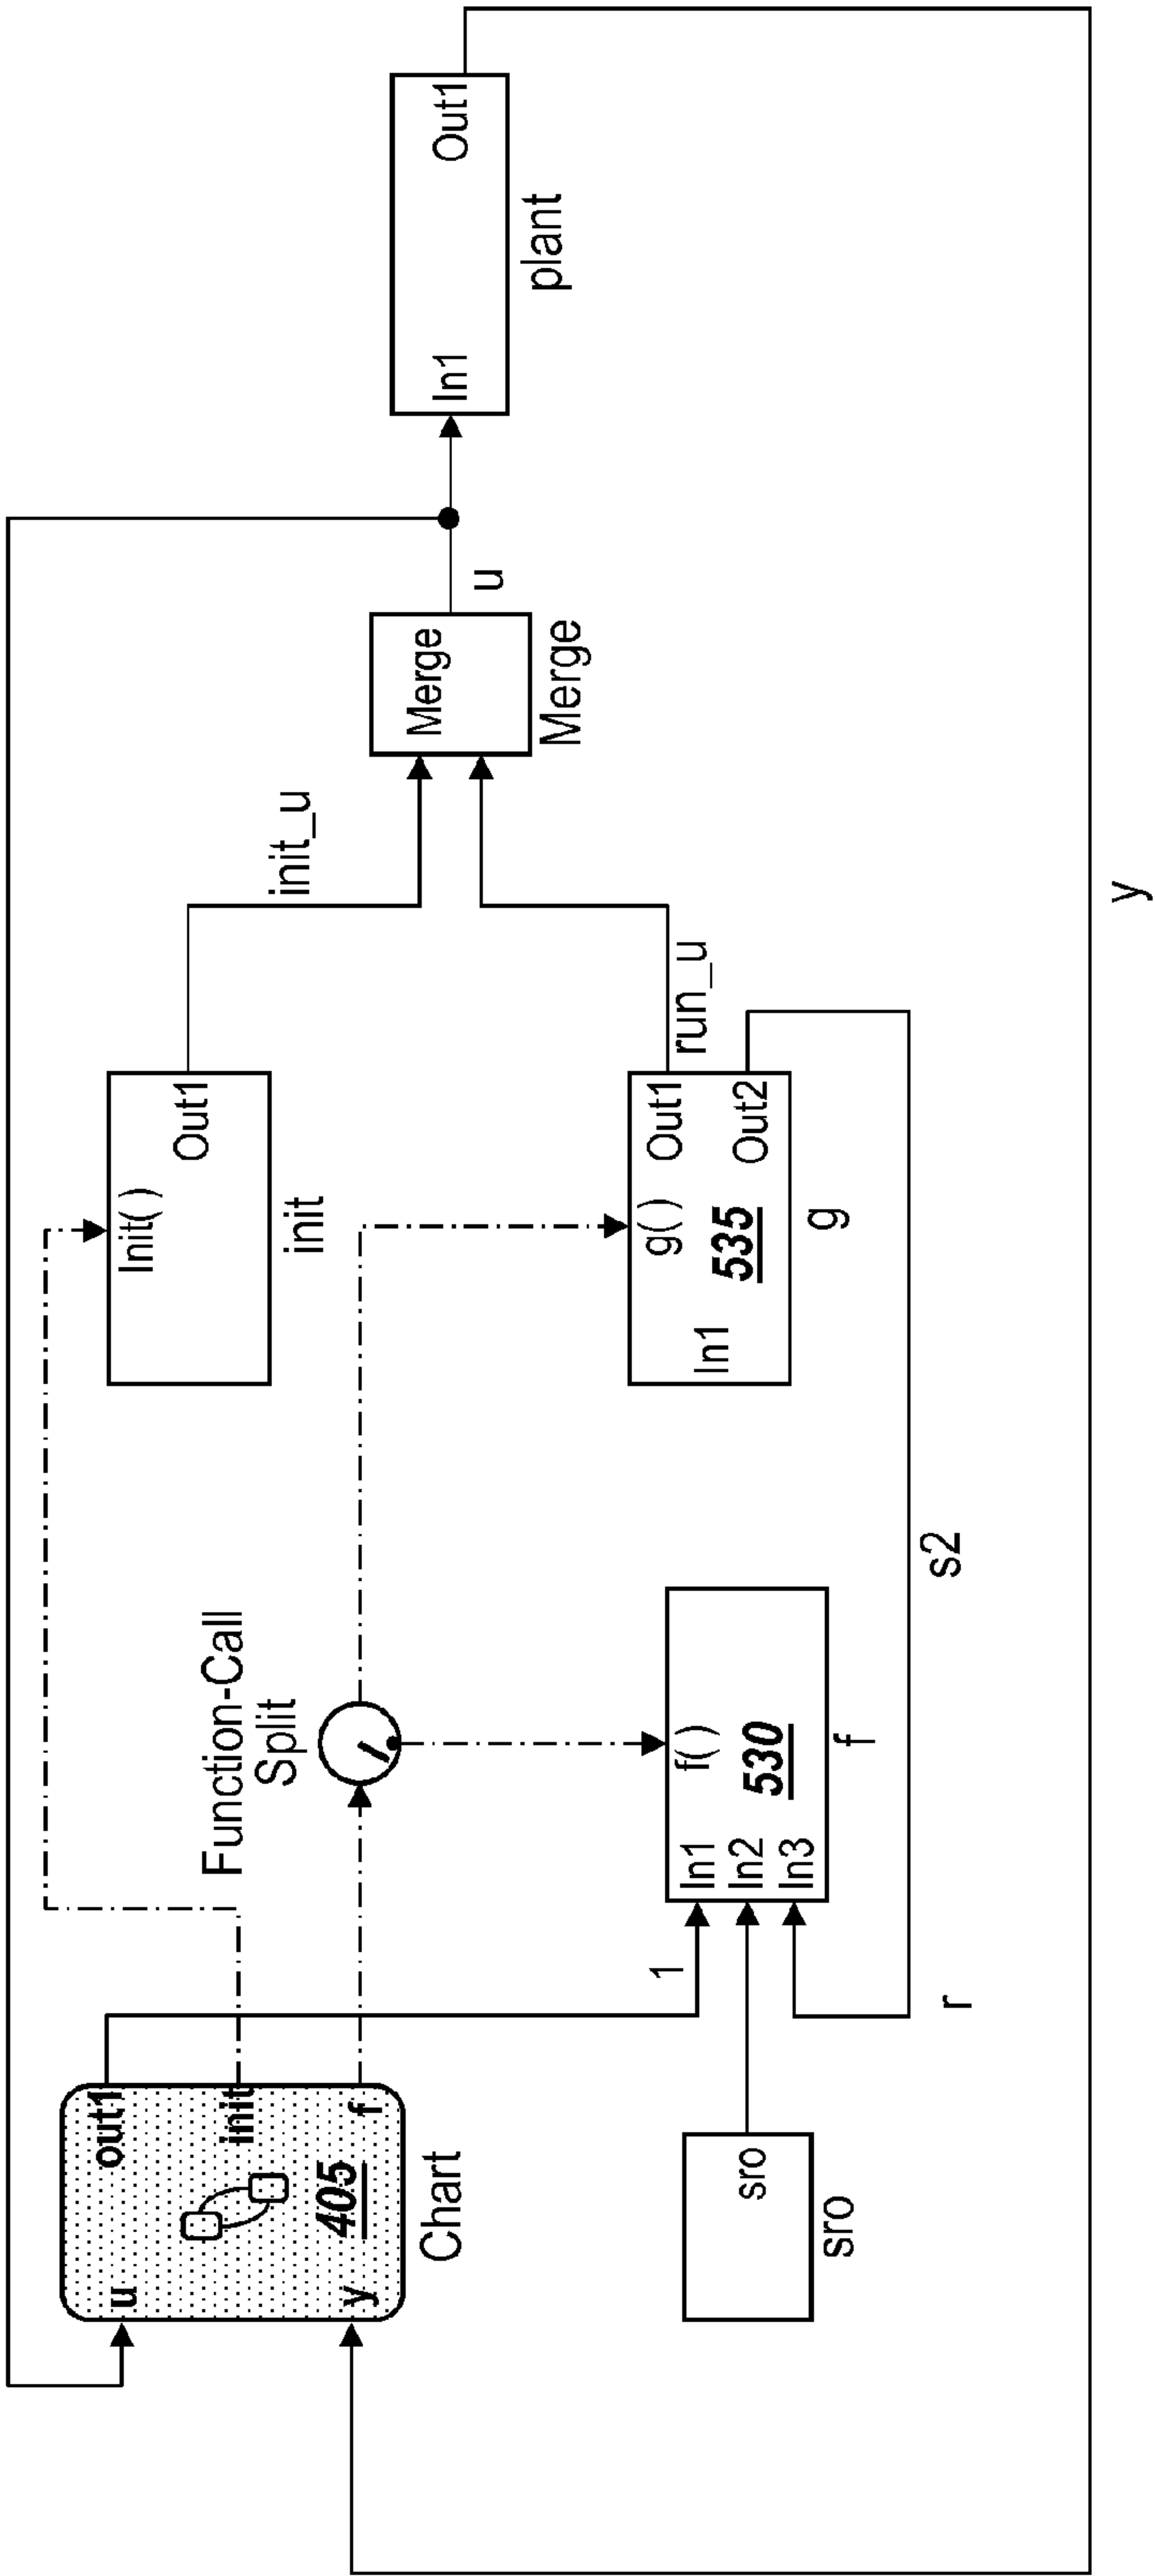 u
out1
init
y
f
405
Chart
Function-Call
Split
Init( )
Out1
init
init_u
Merge
Merge
u
In1
Out1
plant
sro
sro
1
In1
In2
In3
f( )
530
f
g( )
In1
Out1
Out2
535
g
run_u
s2
r
y